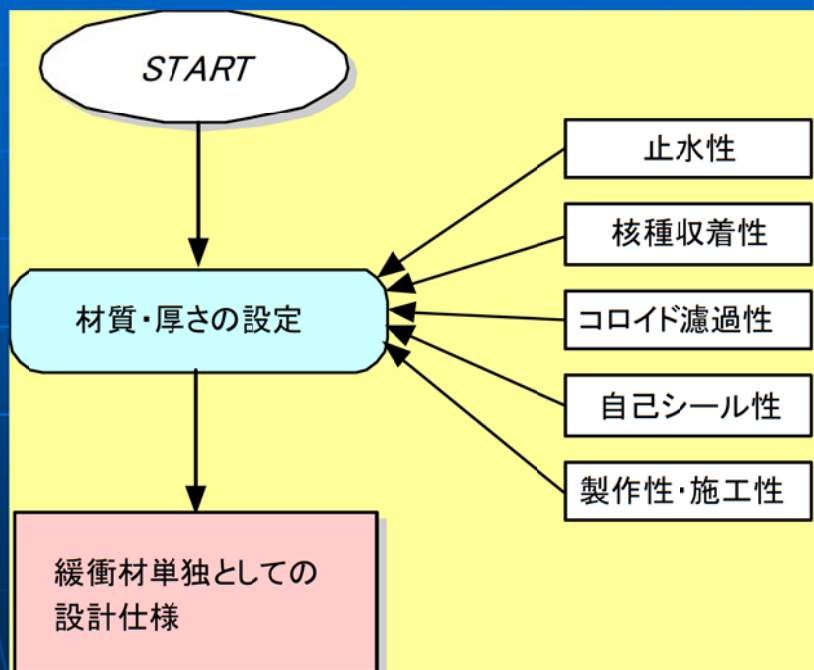 START
止水性
核種収着性
材質・厚さの設定
コロイド濾過性
自己シール性
製作性・施工性
緩衝材単独としての
設計仕様